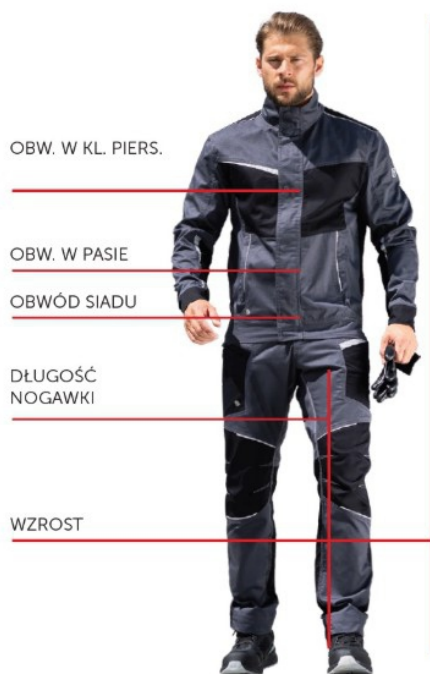 OBW. W KL. PIERS.
OBW. W PASIE
OBWÓD SIADU
DŁUGOŚĆ
NOGAWKI
WZROST